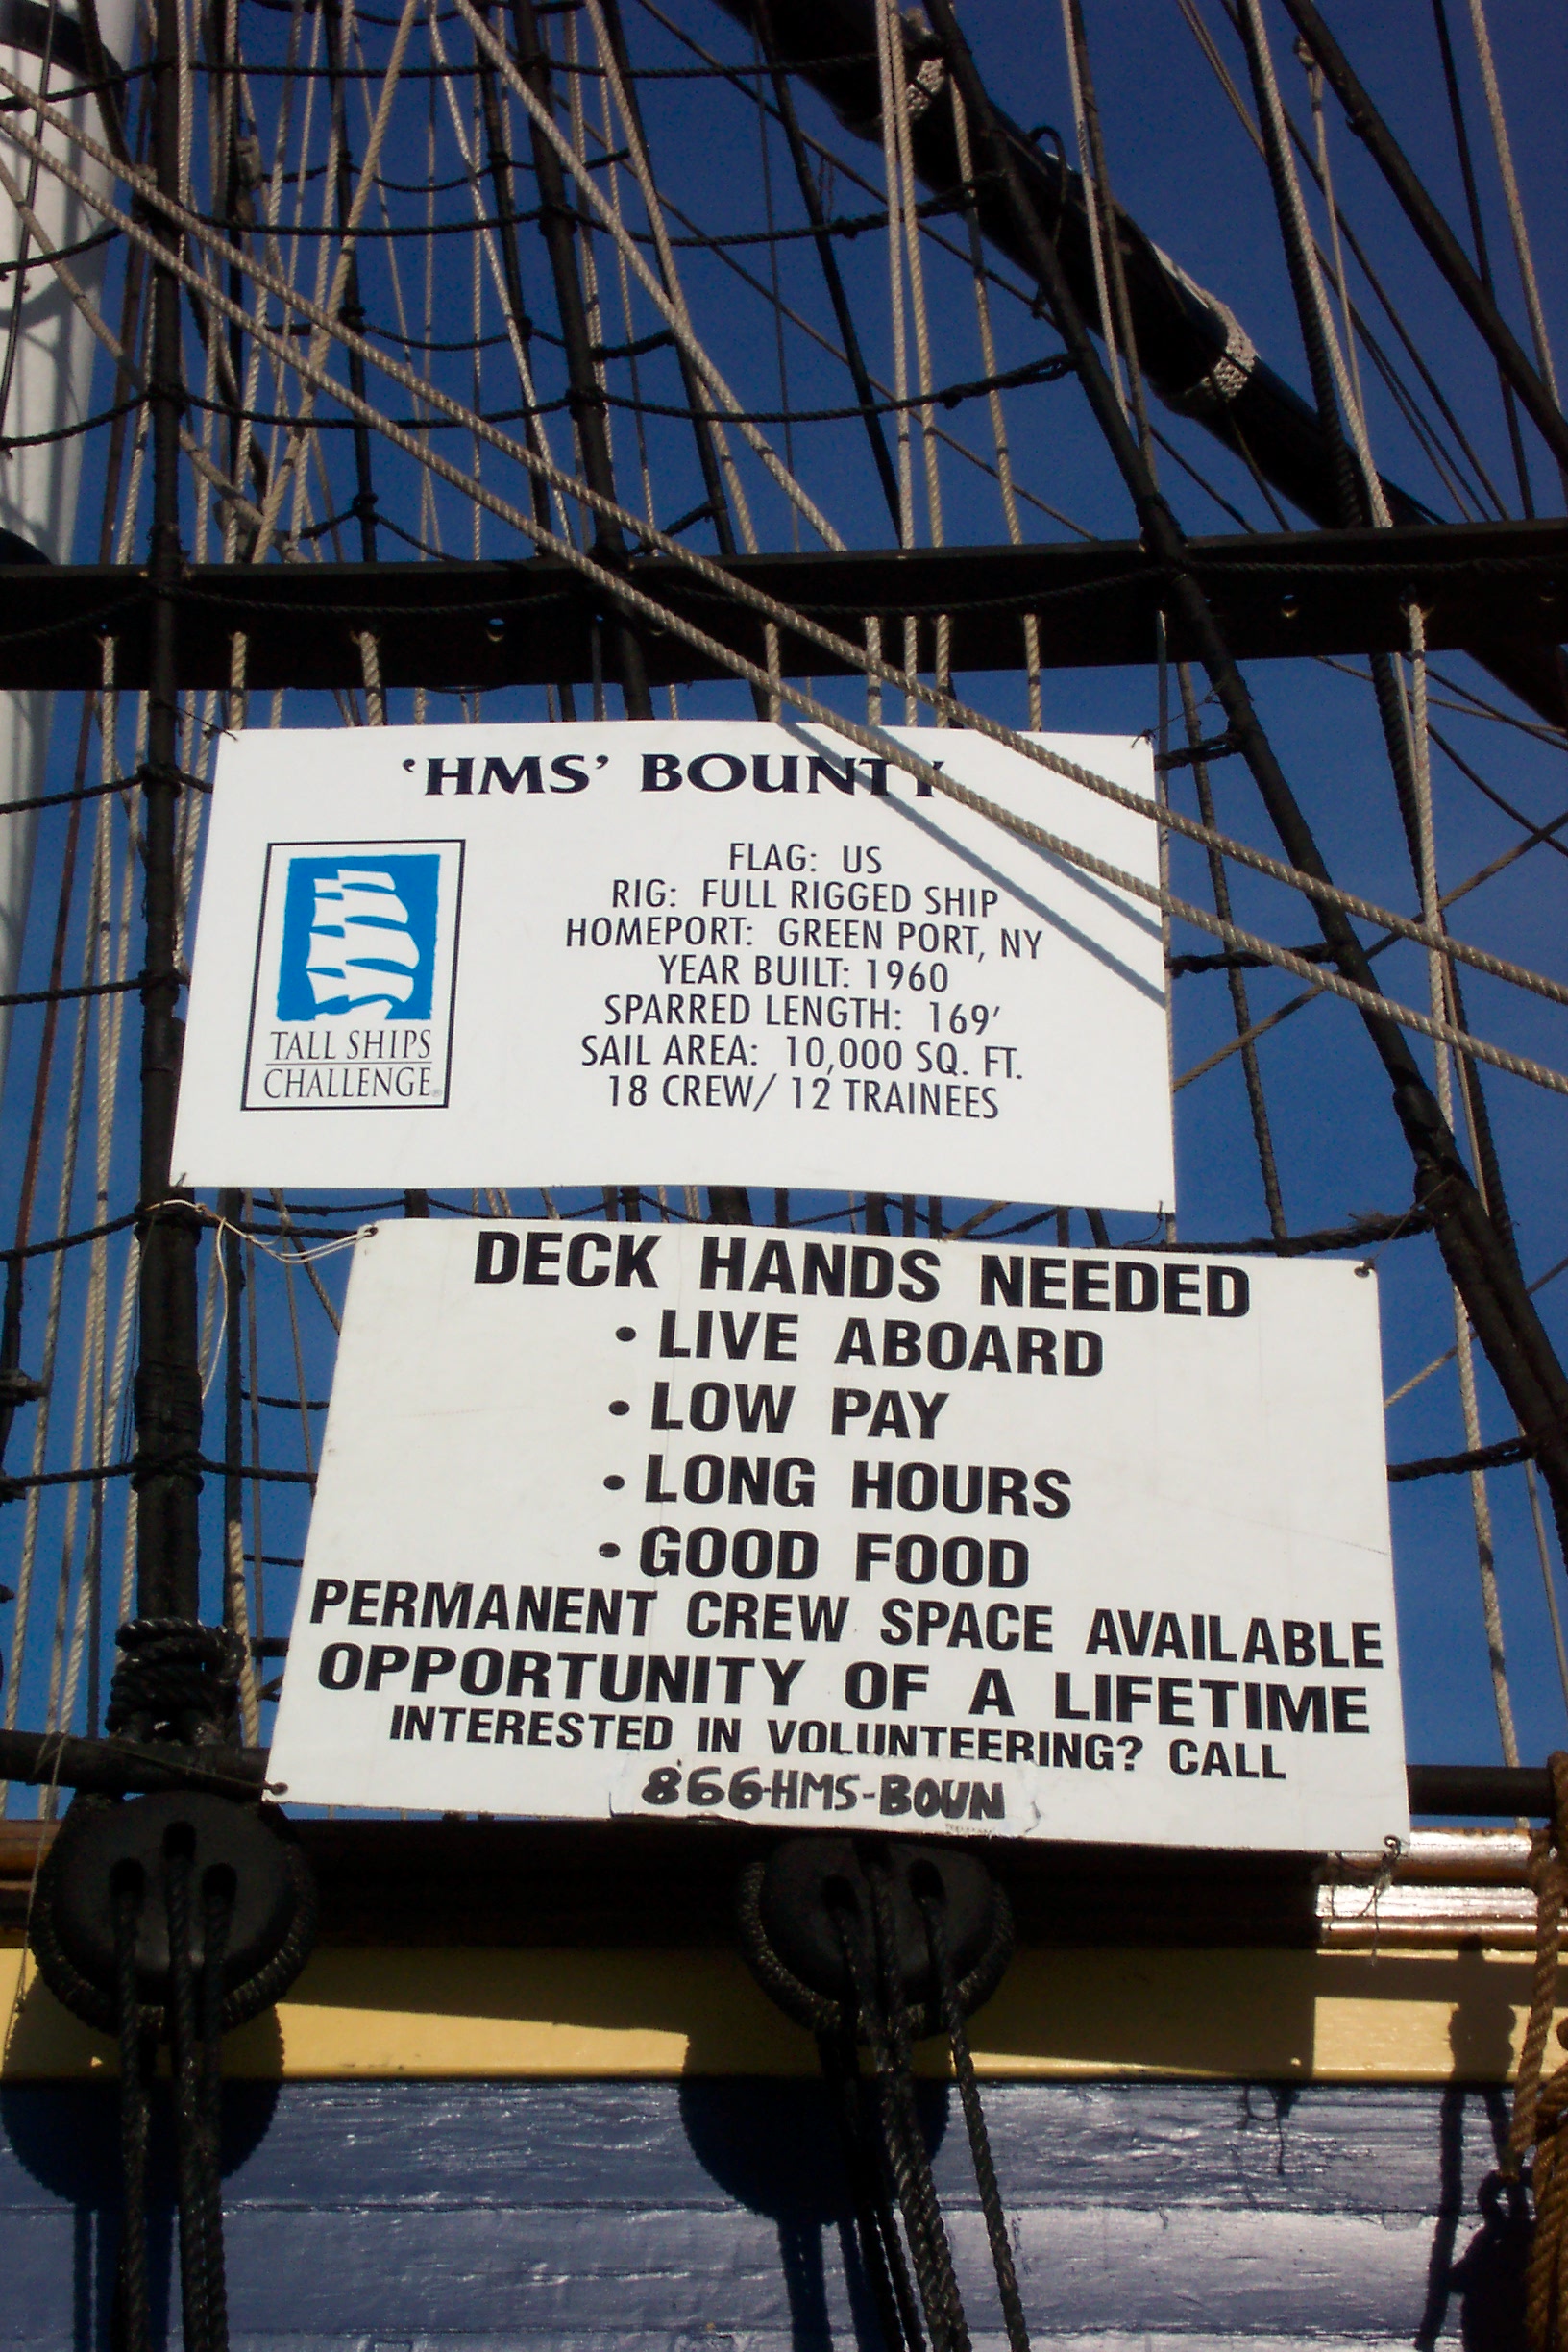 ‘HMS’ BOUNTY
FLAG: US
RIG: FULL RIGGED SHIP
HOMEPORT: GREEN PORT, NY
YEAR BUILT: 1960
SPARRED LENGTH: 169’
SAIL AREA: 10,000 SQ. FT.
18 CREW/ 12 TRAINEES
TALL SHIPS
CHALLENGE®
DECK HANDS NEEDED
• LIVE ABOARD
• LOW PAY
• LONG HOURS
• GOOD FOOD
PERMANENT CREW SPACE AVAILABLE
OPPORTUNITY OF A LIFETIME
INTERESTED IN VOLUNTEERING? CALL
866-HMS-BOUN